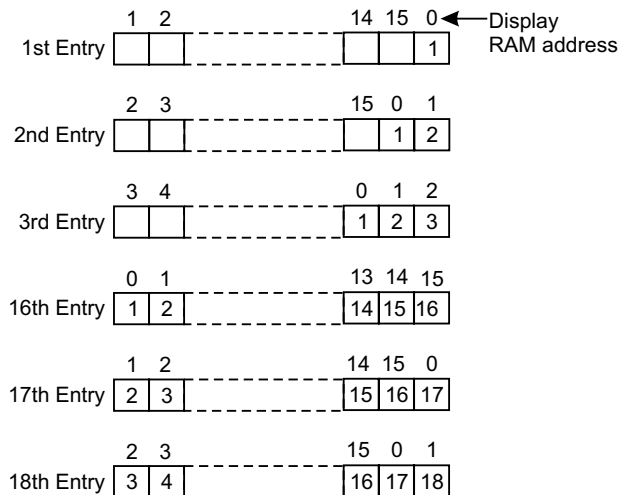 1 2 14 15 0 Display
1st Entry 1 RAM address
2 3 15 0 1
2nd Entry 1 2
3 4 0 1 2
3rd Entry 1 2 3
0 1 13 14 15
16th Entry 1 2 14 15 16
1 2 14 15 0
17th Entry 2 3 15 16 17
2 3 15 0 1
18th Entry 3 4 16 17 18